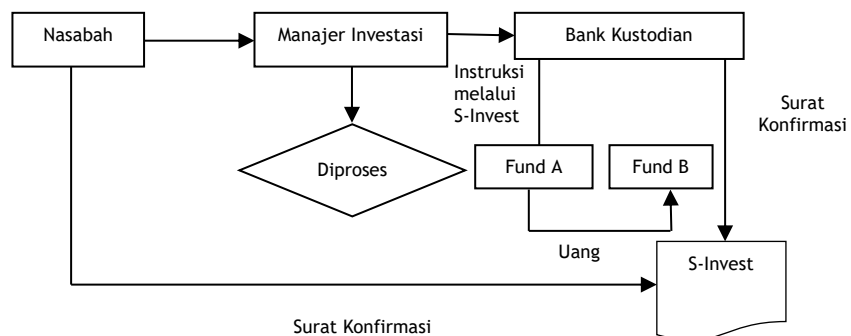 Nasabah
Manajer Investasi
Bank Kustodian
Instruksi
melalui
S-Invest
Surat
Konfirmasi
Diproses
Fund A
Fund B
Uang
S-Invest
Surat Konfirmasi